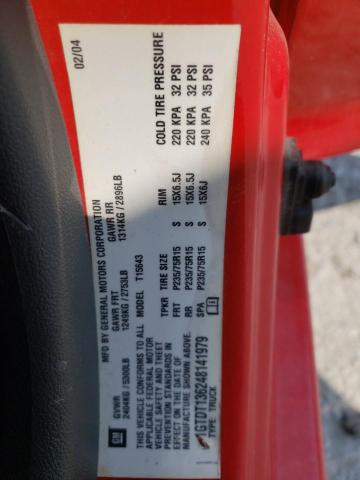 02/04
MFD BY GENERAL MOTORS CORPORATION
GVWR GAWR FRT GAWR RR
2404KG/5300LB 1249KG/2753LB 1314KG/2896LB
THIS VEHICLE CONFORMS TO ALL MODEL T15643
APPLICABLE FEDERAL MOTOR
VEHICLE SAFETY AND THEFT
PREVENTION STANDARDS IN
EFFECT ON THE DATE OF
MANUFACTURE SHOWN ABOVE.
1GTDT136248141979
TYPE: TRUCK
TPKR TIRE SIZE RIM COLD TIRE PRESSURE
FRT P235/75R15 S 15X6.5J 220 KPA 32 PSI
RR P235/75R15 S 15X6.5J 220 KPA 32 PSI
SPA P235/75R15 S 15X6J 240 KPA 35 PSI
GM